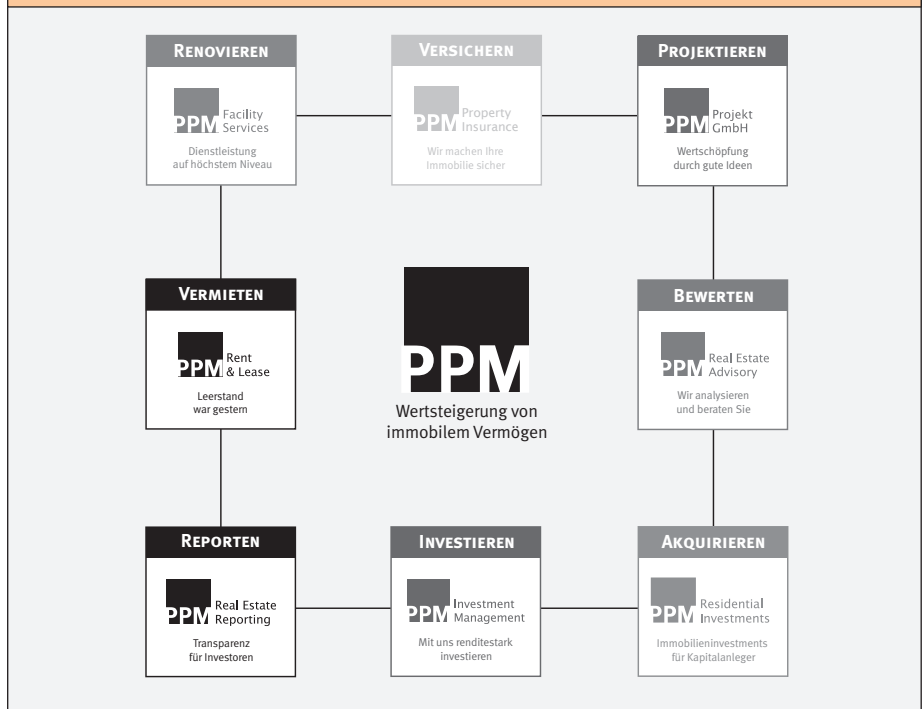 RENOVIEREN
PPM Facility
Services
Dienstleistung
auf höchstem Niveau
VERSICHERN
PPM Property
Insurance
Wir machen Ihre
Immobilie sicher
PROJEKTIEREN
PPM Projekt
GmbH
Wertschöpfung
durch gute Ideen
VERMIETEN
PPM Rent
& Lease
Leerstand
war gestern
PPM
Wertsteigerung von
immobilem Vermögen
BEWERTEN
PPM Real Estate
Advisory
Wir analysieren
und beraten Sie
REPORTEN
PPM Real Estate
Reporting
Transparenz
für Investoren
INVESTIEREN
PPM Investment
Management
Mit uns renditestark
investieren
AKQUIRIEREN
PPM Residential
Investments
Immobilieninvestments
für Kapitalanleger